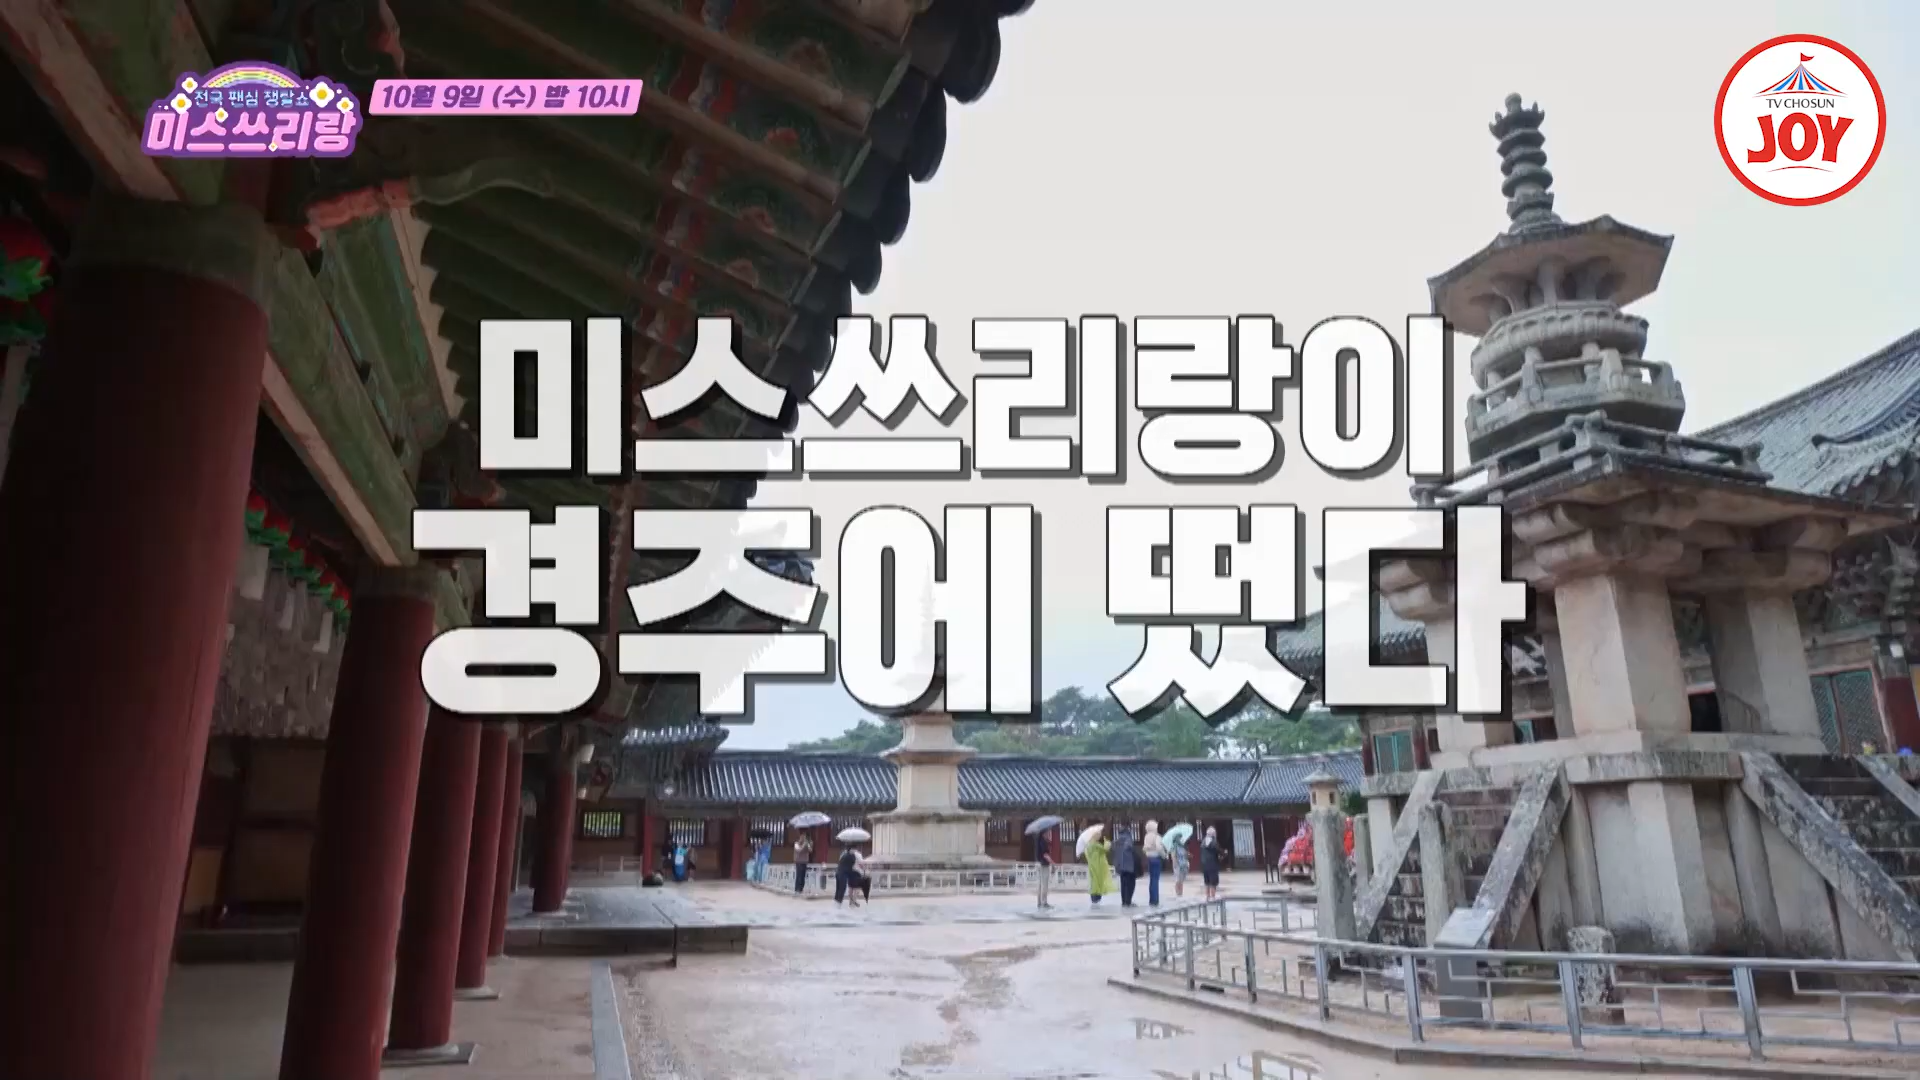 전국 팬심 쟁탈쇼
미스쓰리랑
10월 9일 (수) 밤 10시
TV CHOSUN
JOY
미스쓰리랑이
경주에 떴다